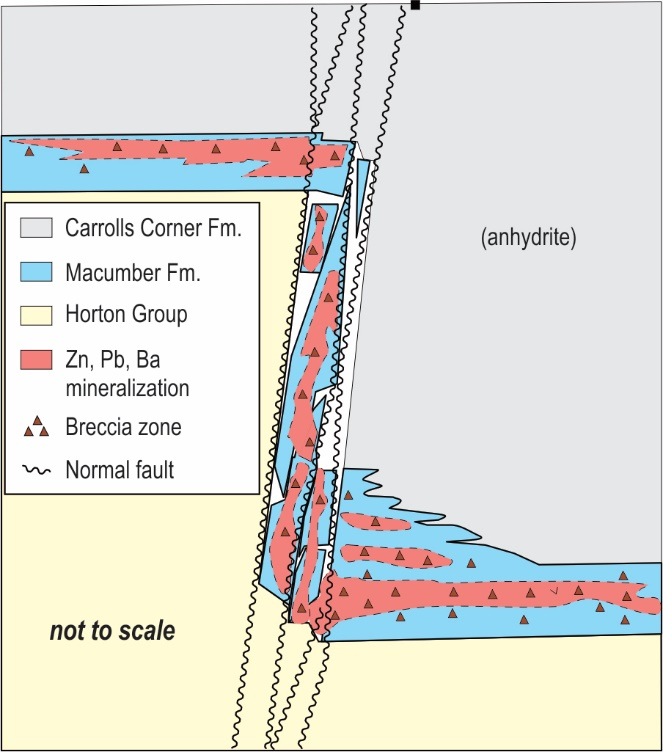 (anhydrite)
Carrolls Corner Fm.
Macumber Fm.
Horton Group
Zn, Pb, Ba
mineralization
Breccia zone
Normal fault
not to scale